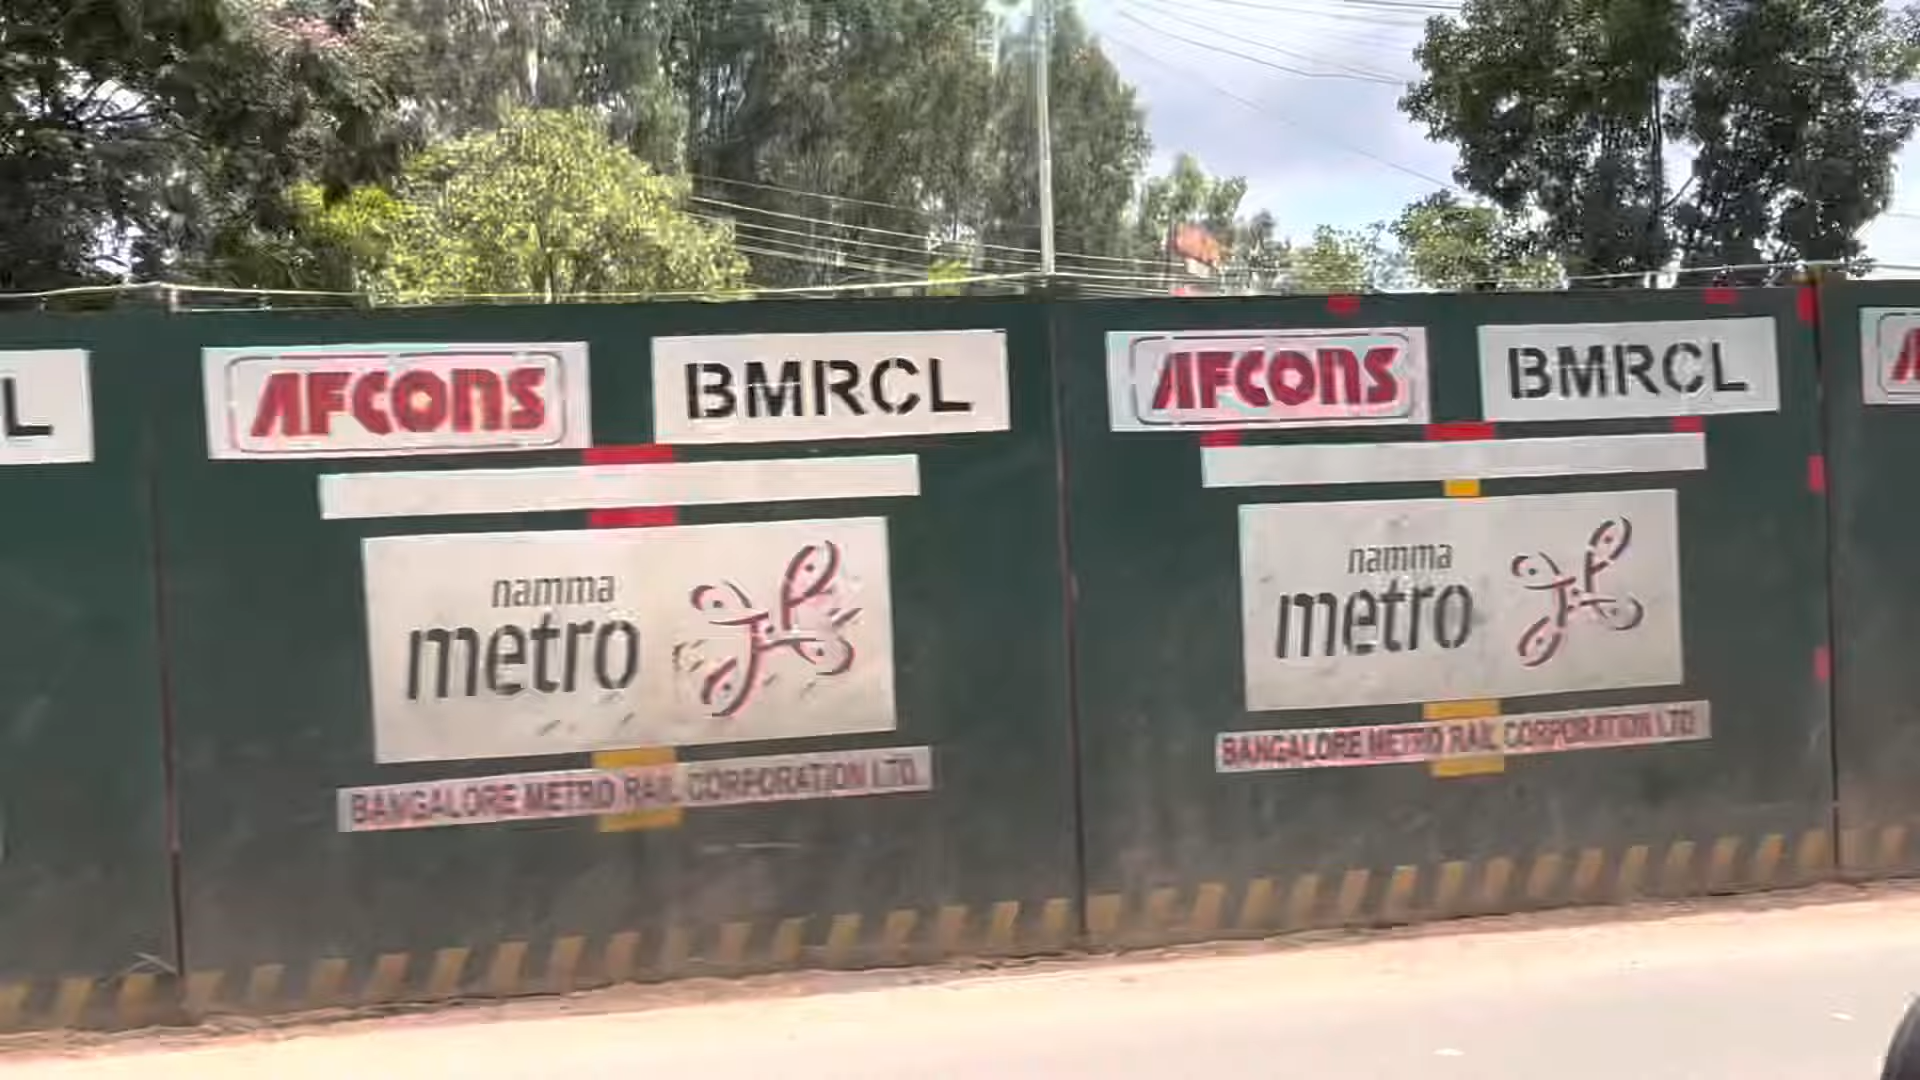 L
AFCONS
BMRCL
namma
metro
BANGALORE METRO RAIL CORPORATION LTD.
AFCONS
BMRCL
namma
metro
BANGALORE METRO RAIL CORPORATION LTD.
A